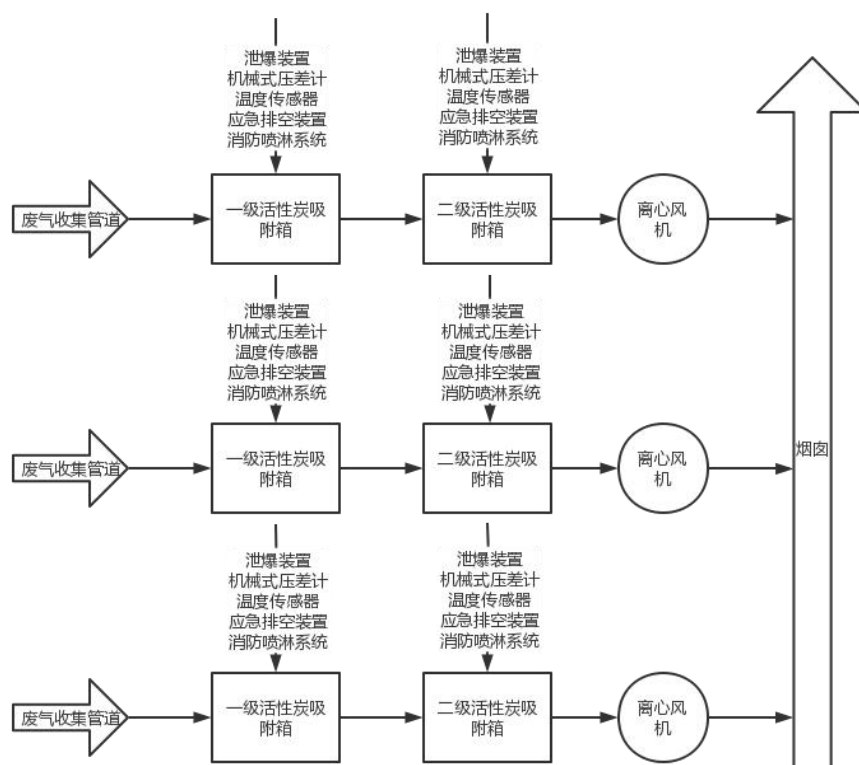 泄爆装置
机械式压差计
温度传感器
应急排空装置
消防喷淋系统
泄爆装置
机械式压差计
温度传感器
应急排空装置
消防喷淋系统
废气收集管道
一级活性炭吸
附箱
二级活性炭吸
附箱
离心风
机
泄爆装置
机械式压差计
温度传感器
应急排空装置
消防喷淋系统
泄爆装置
机械式压差计
温度传感器
应急排空装置
消防喷淋系统
废气收集管道
一级活性炭吸
附箱
二级活性炭吸
附箱
离心风
机
烟囱
泄爆装置
机械式压差计
温度传感器
应急排空装置
消防喷淋系统
泄爆装置
机械式压差计
温度传感器
应急排空装置
消防喷淋系统
废气收集管道
一级活性炭吸
附箱
二级活性炭吸
附箱
离心风
机